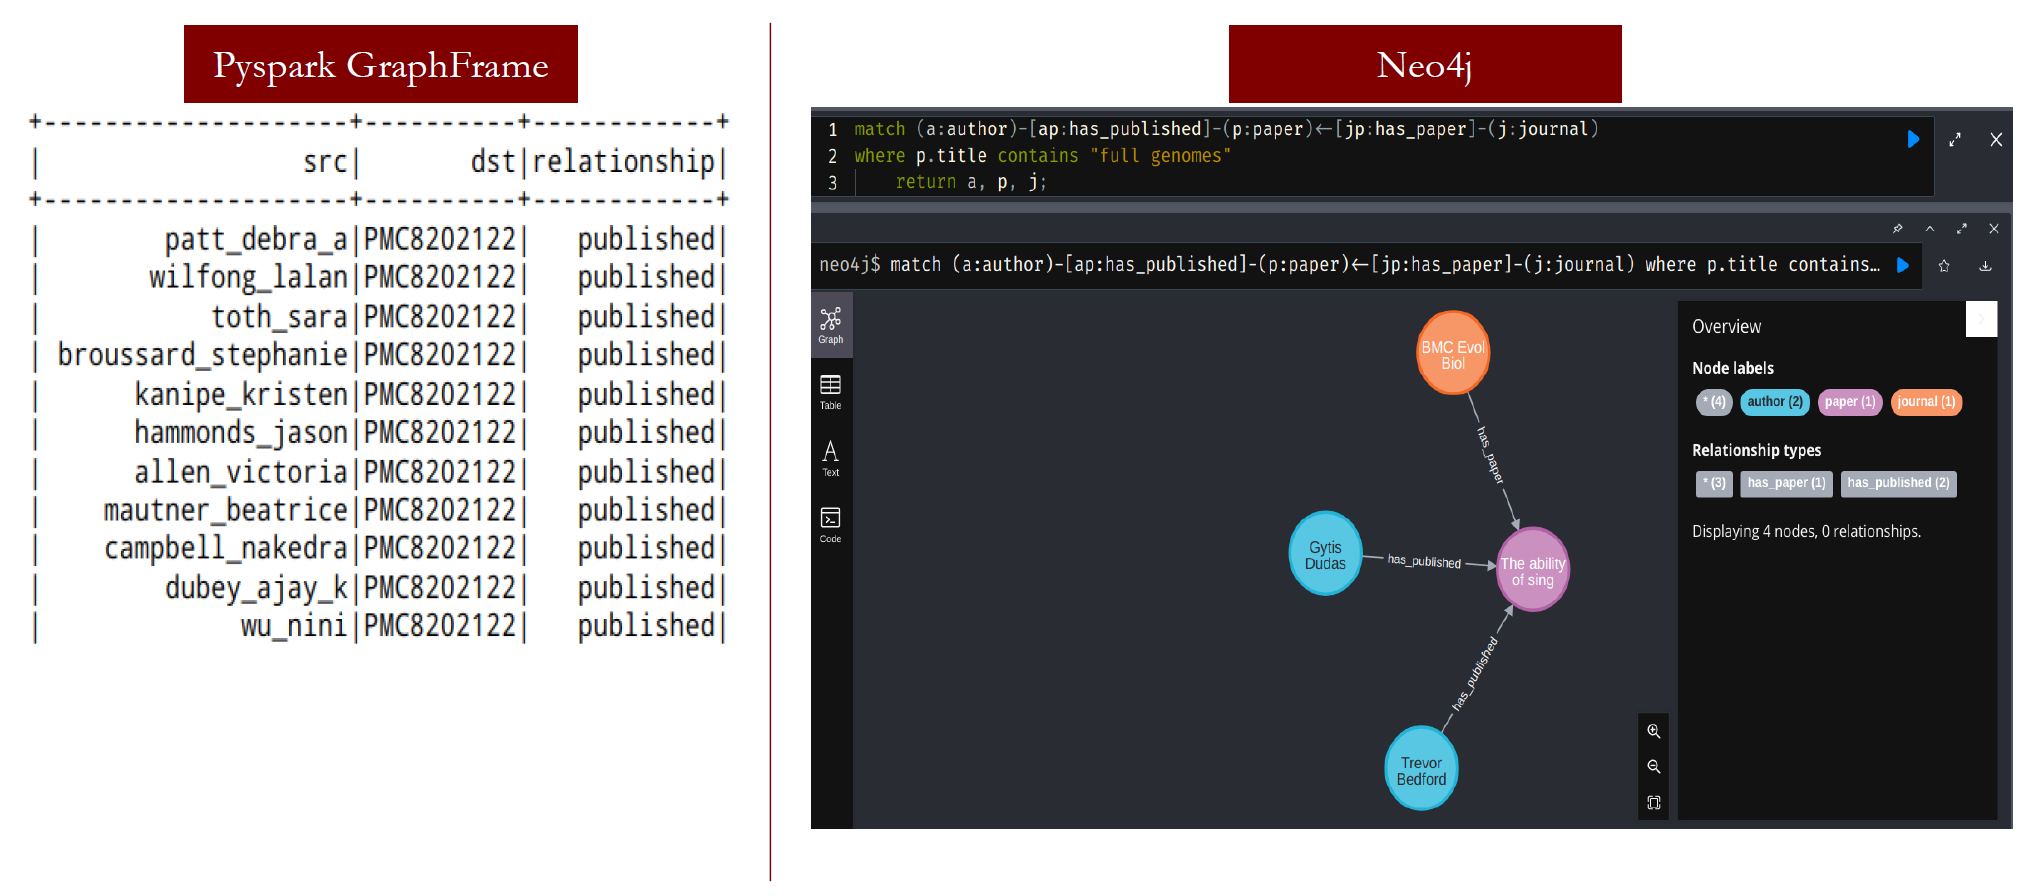 Pyspark GraphFrame
+--------------------+----------+------------+
|                 src|       dst|relationship|
+--------------------+----------+------------+
|        patt_debra_a|PMC8202122|   published|
|       wilfong_lalan|PMC8202122|   published|
|           toth_sara|PMC8202122|   published|
| broussard_stephanie|PMC8202122|   published|
|      kanipe_kristen|PMC8202122|   published|
|       hammonds_jason|PMC8202122|   published|
|      allen_victoria|PMC8202122|   published|
|    mautner_beatrice|PMC8202122|   published|
|    campbell_nakedra|PMC8202122|   published|
|        dubey_ajay_k|PMC8202122|   published|
|             wu_nini|PMC8202122|   published|
Neo4j
1 match (a:author)-[ap:has_published]-(p:paper)←[jp:has_paper]-(j:journal)
2 where p.title contains "full genomes"
3     return a, p, j;
neo4j$ match (a:author)-[ap:has_published]-(p:paper)←[jp:has_paper]-(j:journal) where p.title contains…
Graph
Table
Text
Code
BMC Evol
Biol
has_paper
Gytis
Dudas
has_published
The ability
of sing
has_published
Trevor
Bedford
Overview
Node labels
* (4) author (2) paper (1) journal (1)
Relationship types
* (3) has_paper (1) has_published (2)
Displaying 4 nodes, 0 relationships.